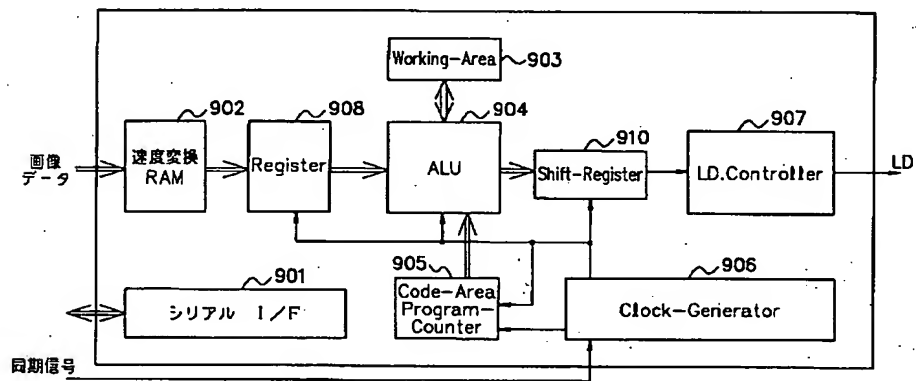 Working-Area
903
902
908
904
910
907
画像
データ
速度変換
RAM
Register
ALU
Shift-Register
LD.Controller
LD
901
905
906
シリアル I/F
Code-Area
Program-
Counter
Clock-Generator
同期信号